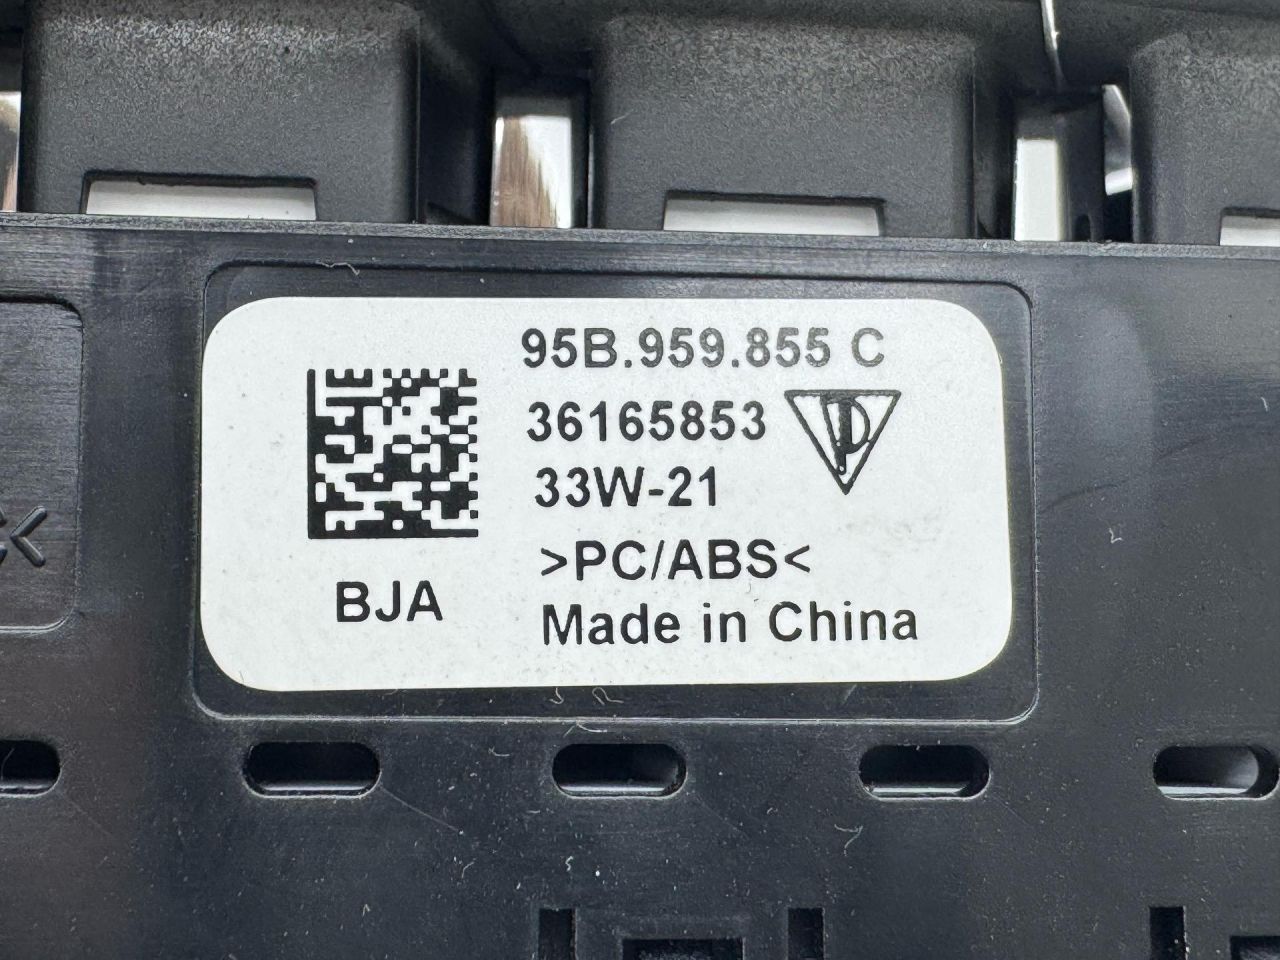 95B.959.855 C
36165853
33W-21
>PC/ABS<
BJA
Made in China